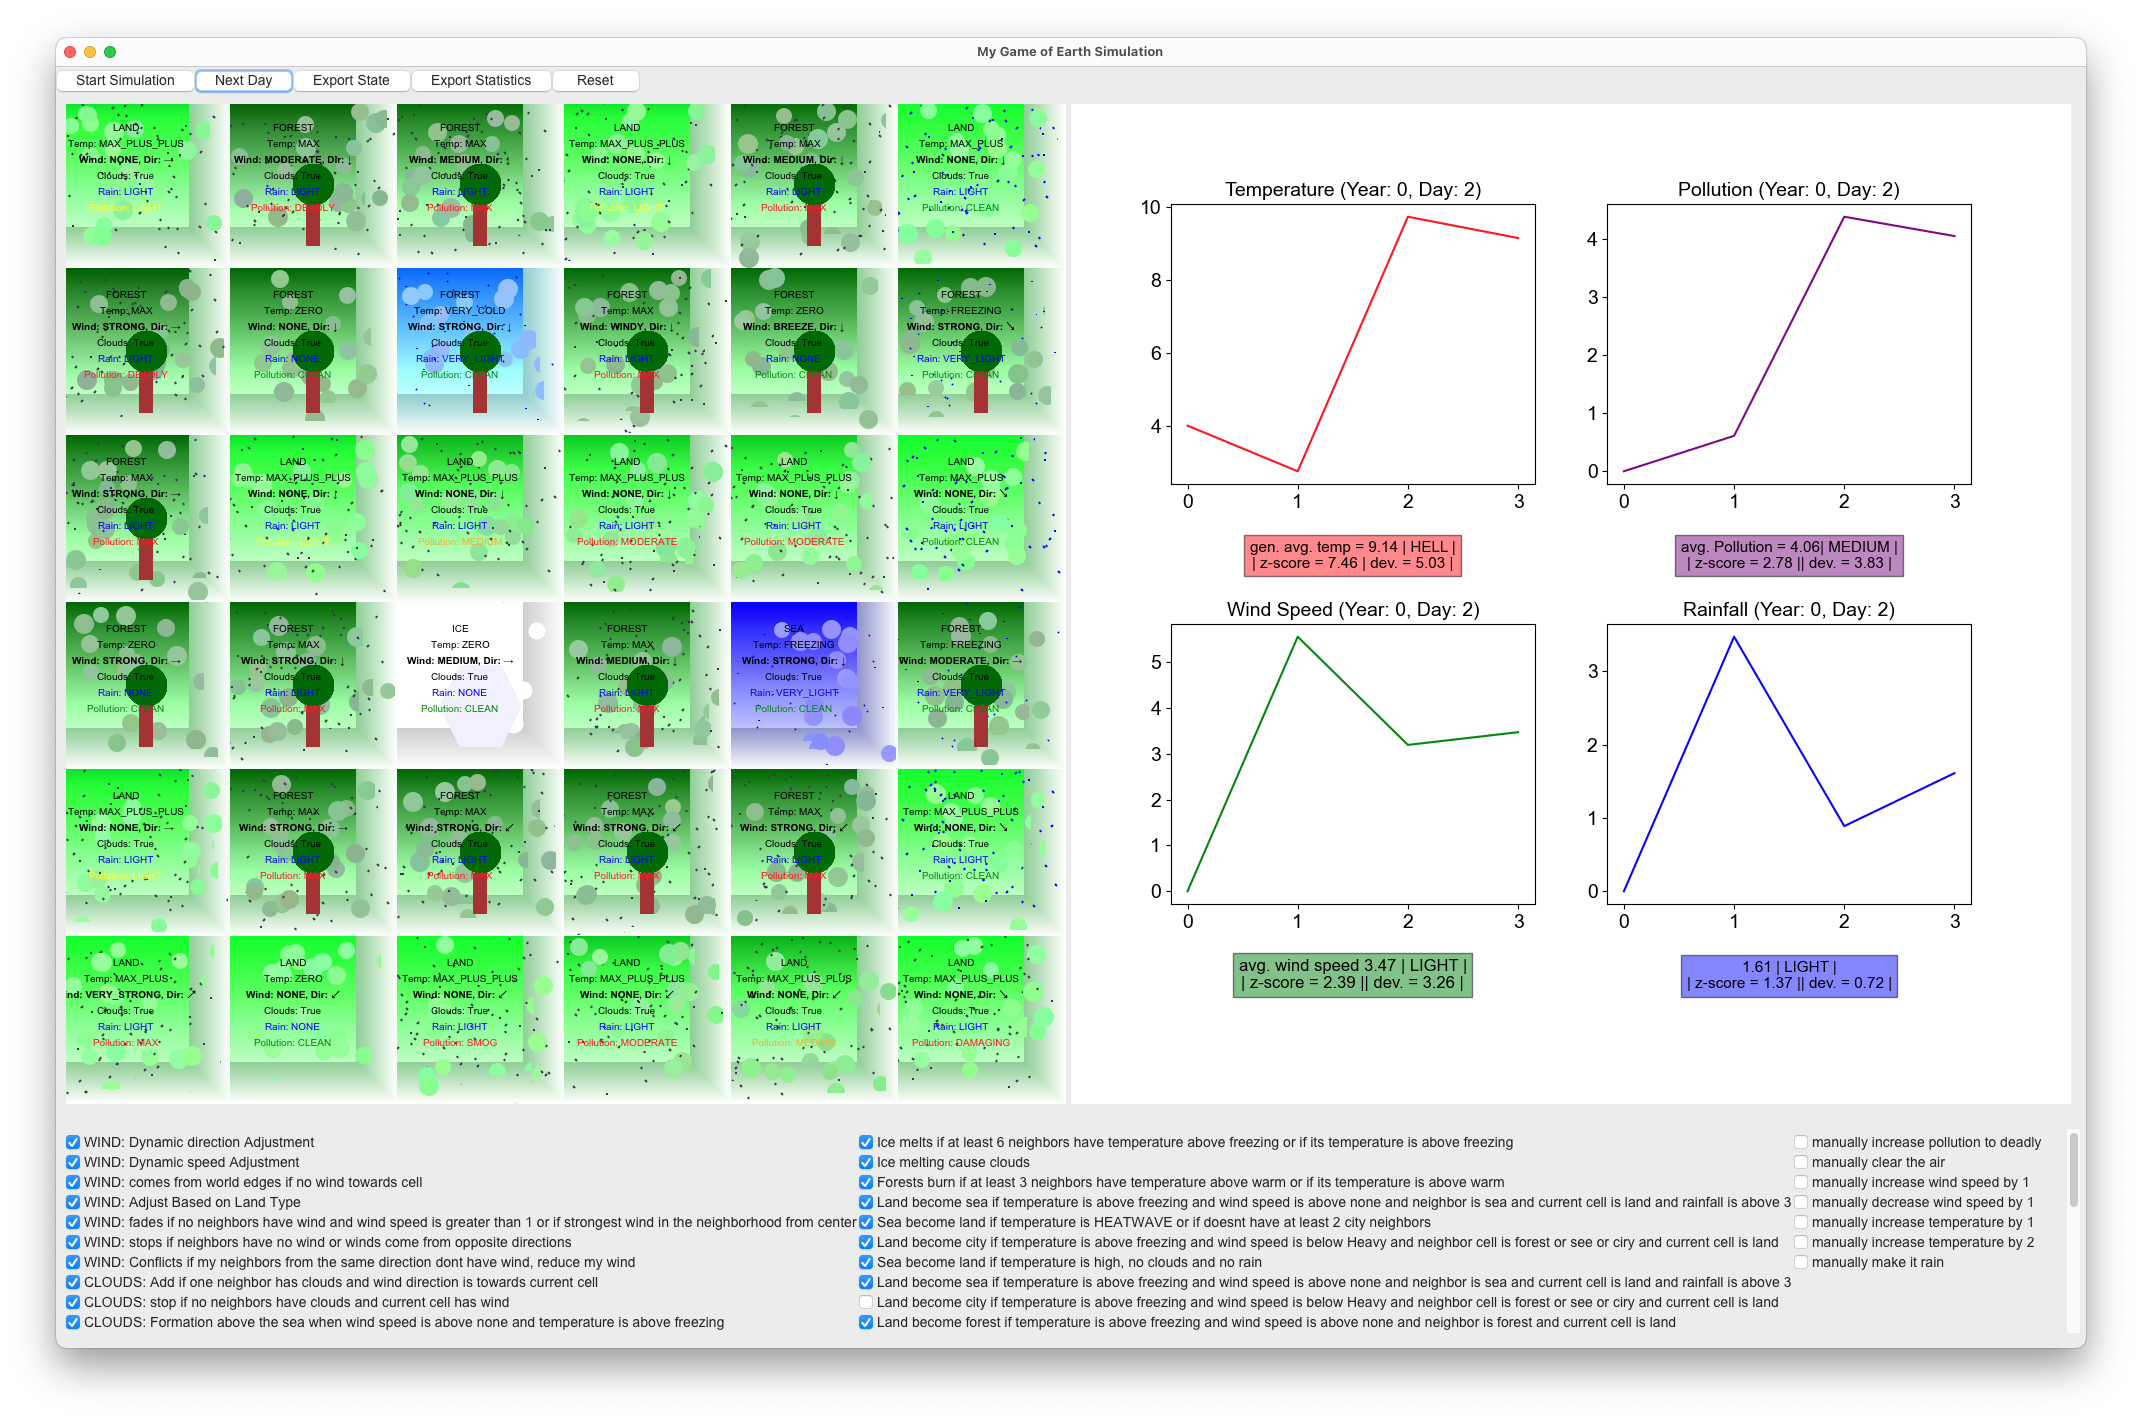 My Game of Earth Simulation
Start Simulation Next Day Export State Export Statistics Reset
LAND
Temp: MAX_PLUS_PLUS
Wind: NONE, Dir: →
Clouds: True
Rain: LIGHT
Pollution: LIGHT
FOREST
Temp: MAX
Wind: MODERATE, Dir: ↓
Clouds: True
Rain: LIGHT
Pollution: DEADLY
FOREST
Temp: MAX
Wind: MEDIUM, Dir: ↓
Clouds: True
Rain: LIGHT
Pollution: MAX
LAND
Temp: MAX_PLUS_PLUS
Wind: NONE, Dir: ↓
Clouds: True
Rain: LIGHT
Pollution: LIGHT
FOREST
Temp: MAX
Wind: MEDIUM, Dir: ↓
Clouds: True
Rain: LIGHT
Pollution: MAX
LAND
Temp: MAX_PLUS
Wind: NONE, Dir: ↓
Clouds: True
Rain: LIGHT
Pollution: CLEAN
FOREST
Temp: MAX
Wind: STRONG, Dir: →
Clouds: True
Rain: LIGHT
Pollution: DEADLY
FOREST
Temp: ZERO
Wind: NONE, Dir: ↓
Clouds: True
Rain: NONE
Pollution: CLEAN
FOREST
Temp: VERY_COLD
Wind: STRONG, Dir: ↓
Clouds: True
Rain: VERY_LIGHT
Pollution: CLEAN
FOREST
Temp: MAX
Wind: WINDY, Dir: ↓
Clouds: True
Rain: LIGHT
Pollution: MAX
FOREST
Temp: ZERO
Wind: BREEZE, Dir: ↓
Clouds: True
Rain: NONE
Pollution: CLEAN
FOREST
Temp: FREEZING
Wind: STRONG, Dir: ↘
Clouds: True
Rain: VERY_LIGHT
Pollution: CLEAN
FOREST
Temp: MAX
Wind: STRONG, Dir: →
Clouds: True
Rain: LIGHT
Pollution: MAX
LAND
Temp: MAX_PLUS_PLUS
Wind: NONE, Dir: ↓
Clouds: True
Rain: LIGHT
Pollution: LIGHT
LAND
Temp: MAX_PLUS_PLUS
Wind: NONE, Dir: ↓
Clouds: True
Rain: LIGHT
Pollution: MEDIUM
LAND
Temp: MAX_PLUS_PLUS
Wind: NONE, Dir: ↓
Clouds: True
Rain: LIGHT
Pollution: MODERATE
LAND
Temp: MAX_PLUS_PLUS
Wind: NONE, Dir: ↓
Clouds: True
Rain: LIGHT
Pollution: MODERATE
LAND
Temp: MAX_PLUS
Wind: NONE, Dir: ↘
Clouds: True
Rain: LIGHT
Pollution: CLEAN
FOREST
Temp: ZERO
Wind: STRONG, Dir: →
Clouds: True
Rain: NONE
Pollution: CLEAN
FOREST
Temp: MAX
Wind: STRONG, Dir: ↓
Clouds: True
Rain: LIGHT
Pollution: MAX
ICE
Temp: ZERO
Wind: MEDIUM, Dir: →
Clouds: True
Rain: NONE
Pollution: CLEAN
FOREST
Temp: MAX
Wind: MEDIUM, Dir: ↓
Clouds: True
Rain: LIGHT
Pollution: MAX
SEA
Temp: FREEZING
Wind: STRONG, Dir: ↓
Clouds: True
Rain: VERY_LIGHT
Pollution: CLEAN
FOREST
Temp: FREEZING
Wind: MODERATE, Dir: →
Clouds: True
Rain: VERY_LIGHT
Pollution: CLEAN
LAND
Temp: MAX_PLUS_PLUS
Wind: NONE, Dir: →
Clouds: True
Rain: LIGHT
Pollution: LIGHT
FOREST
Temp: MAX
Wind: STRONG, Dir: →
Clouds: True
Rain: LIGHT
Pollution: MAX
FOREST
Temp: MAX
Wind: STRONG, Dir: ↙
Clouds: True
Rain: LIGHT
Pollution: MAX
FOREST
Temp: MAX
Wind: STRONG, Dir: ↙
Clouds: True
Rain: LIGHT
Pollution: MAX
FOREST
Temp: MAX
Wind: STRONG, Dir: ↙
Clouds: True
Rain: LIGHT
Pollution: MAX
LAND
Temp: MAX_PLUS_PLUS
Wind: NONE, Dir: ↘
Clouds: True
Rain: LIGHT
Pollution: CLEAN
LAND
Temp: MAX_PLUS
ind: VERY_STRONG, Dir: ↗
Clouds: True
Rain: LIGHT
Pollution: MAX
LAND
Temp: ZERO
Wind: NONE, Dir: ↙
Clouds: True
Rain: NONE
Pollution: CLEAN
LAND
Temp: MAX_PLUS_PLUS
Wind: NONE, Dir: ↙
Clouds: True
Rain: LIGHT
Pollution: SMOG
LAND
Temp: MAX_PLUS_PLUS
Wind: NONE, Dir: ↙
Clouds: True
Rain: LIGHT
Pollution: MODERATE
LAND
Temp: MAX_PLUS_PLUS
Wind: NONE, Dir: ↙
Clouds: True
Rain: LIGHT
Pollution: MEDIUM
LAND
Temp: MAX_PLUS_PLUS
Wind: NONE, Dir: ↘
Clouds: True
Rain: LIGHT
Pollution: DAMAGING
Temperature (Year: 0, Day: 2)
10
8
6
4
0 1 2 3
gen. avg. temp = 9.14 | HELL |
| z-score = 7.46 | dev. = 5.03 |
Pollution (Year: 0, Day: 2)
4
3
2
1
0
0 1 2 3
avg. Pollution = 4.06| MEDIUM |
| z-score = 2.78 || dev. = 3.83 |
Wind Speed (Year: 0, Day: 2)
5
4
3
2
1
0
0 1 2 3
avg. wind speed 3.47 | LIGHT |
| z-score = 2.39 || dev. = 3.26 |
Rainfall (Year: 0, Day: 2)
3
2
1
0
0 1 2 3
1.61 | LIGHT |
| z-score = 1.37 || dev. = 0.72 |
WIND: Dynamic direction Adjustment
WIND: Dynamic speed Adjustment
WIND: comes from world edges if no wind towards cell
WIND: Adjust Based on Land Type
WIND: fades if no neighbors have wind and wind speed is greater than 1 or if strongest wind in the neighborhood from center
WIND: stops if neighbors have no wind or winds come from opposite directions
WIND: Conflicts if my neighbors from the same direction dont have wind, reduce my wind
CLOUDS: Add if one neighbor has clouds and wind direction is towards current cell
CLOUDS: stop if no neighbors have clouds and current cell has wind
CLOUDS: Formation above the sea when wind speed is above none and temperature is above freezing
Ice melts if at least 6 neighbors have temperature above freezing or if its temperature is above freezing
Ice melting cause clouds
Forests burn if at least 3 neighbors have temperature above warm or if its temperature is above warm
Land become sea if temperature is above freezing and wind speed is above none and neighbor is sea and current cell is land and rainfall is above 3
Sea become land if temperature is HEATWAVE or if doesnt have at least 2 city neighbors
Land become city if temperature is above freezing and wind speed is below Heavy and neighbor cell is forest or see or ciry and current cell is land
Sea become land if temperature is high, no clouds and no rain
Land become sea if temperature is above freezing and wind speed is above none and neighbor is sea and current cell is land and rainfall is above 3
Land become city if temperature is above freezing and wind speed is below Heavy and neighbor cell is forest or see or ciry and current cell is land
Land become forest if temperature is above freezing and wind speed is above none and neighbor is forest and current cell is land
manually increase pollution to deadly
manually clear the air
manually increase wind speed by 1
manually decrease wind speed by 1
manually increase temperature by 1
manually increase temperature by 2
manually make it rain